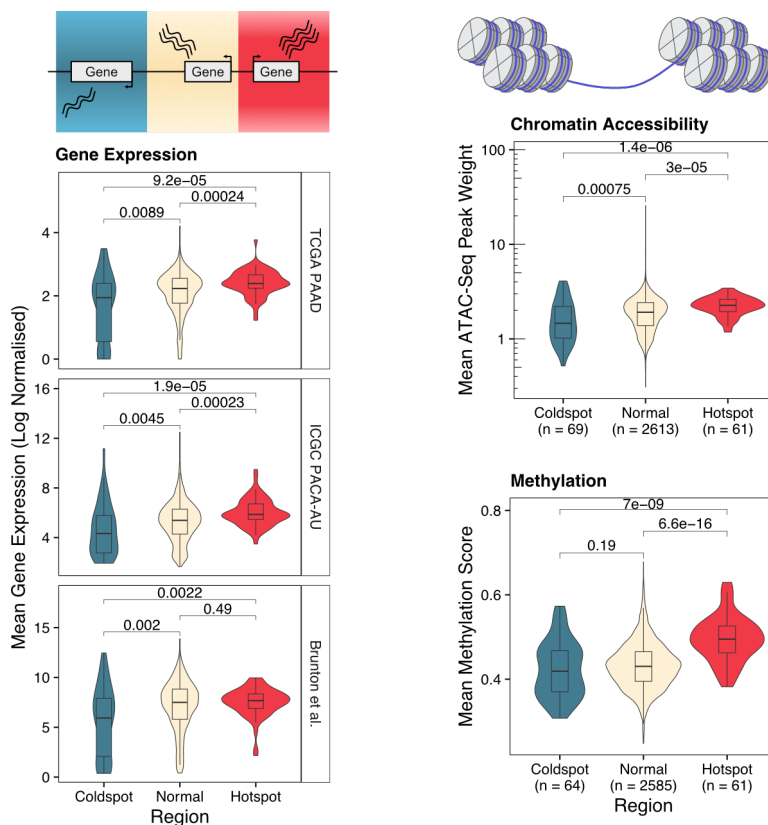 Gene
Gene
Gene
Gene Expression
Mean Gene Expression (Log Normalised)
9.2e-05
0.00024
0.0089
4
2
0
TCGA PAAD
1.9e-05
0.00023
0.0045
16
12
8
4
ICGC PACA-AU
0.0022
0.49
0.002
15
10
5
0
Brunton et al.
Coldspot Normal Hotspot
Region
Chromatin Accessibility
Mean ATAC-Seq Peak Weight
100
10
1
1.4e-06
3e-05
0.00075
Coldspot Normal Hotspot
(n = 69) (n = 2613) (n = 61)
Methylation
Mean Methylation Score
0.8
0.6
0.4
7e-09
6.6e-16
0.19
Coldspot Normal Hotspot
(n = 64) (n = 2585) (n = 61)
Region